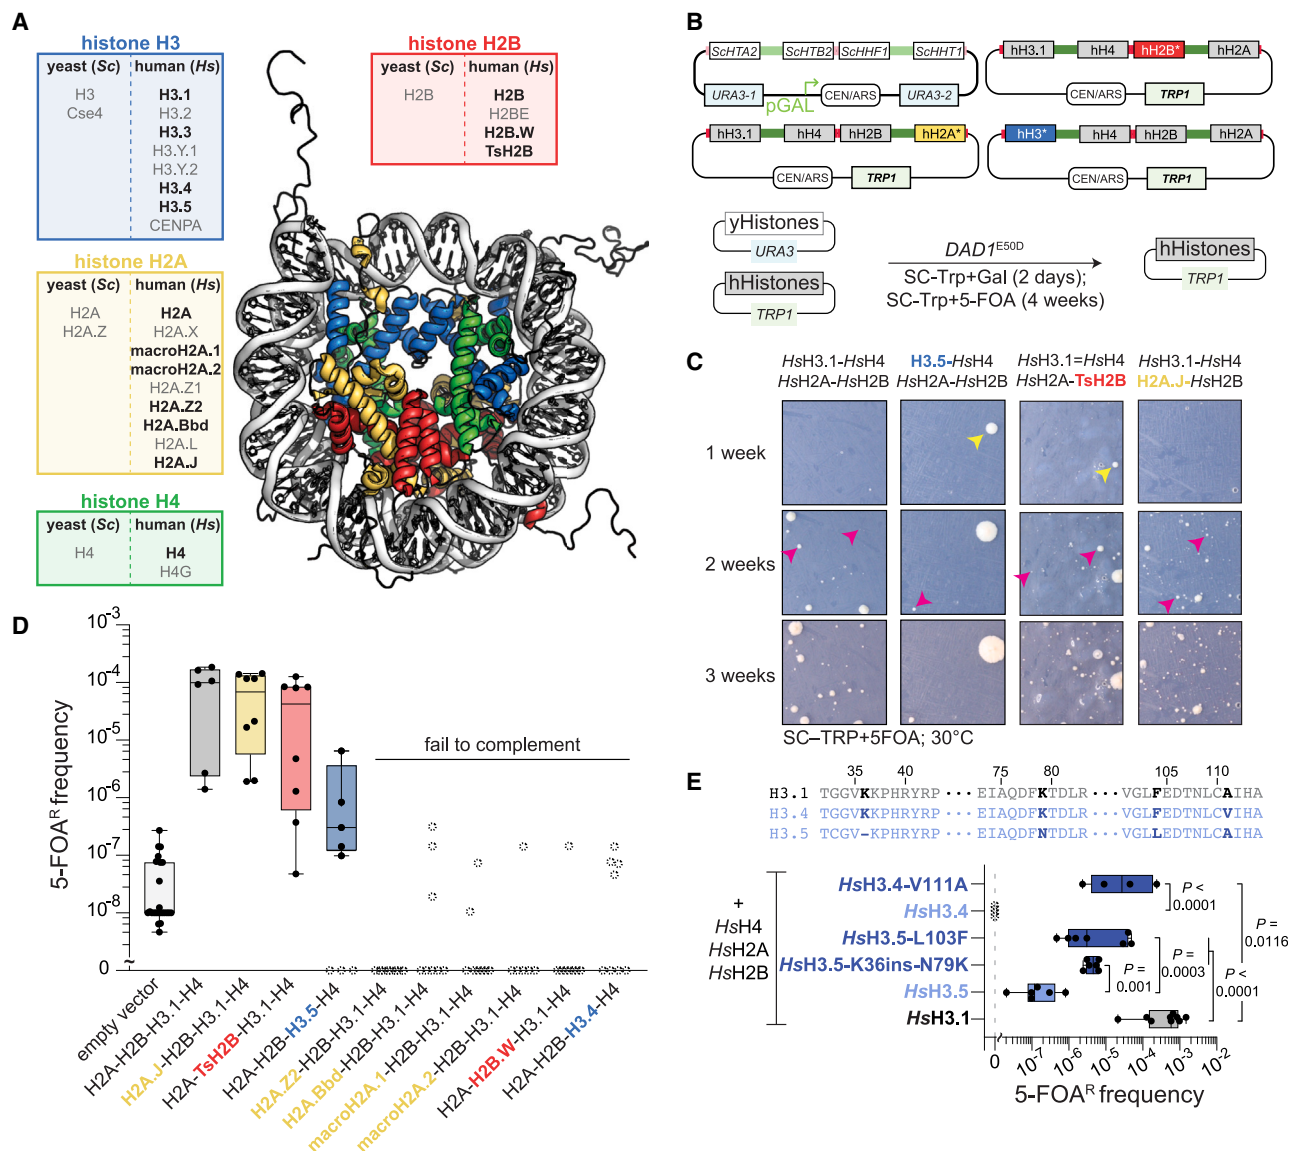 A
histone H3
yeast (Sc) human (Hs)
H3 H3.1
Cse4 H3.2
H3.3
H3.Y.1
H3.Y.2
H3.4
H3.5
CENPA
histone H2B
yeast (Sc) human (Hs)
H2B H2B
H2BE
H2B.W
TsH2B
histone H2A
yeast (Sc) human (Hs)
H2A H2A
H2A.Z H2A.X
macroH2A.1
macroH2A.2
H2A.Z1
H2A.Z2
H2A.Bbd
H2A.L
H2A.J
histone H4
yeast (Sc) human (Hs)
H4 H4
H4G
B
ScHTA2 ScHTB2 ScHHF1 ScHHT1
URA3-1 pGAL CEN/ARS URA3-2
hH3.1 hH4 hH2B* hH2A
CEN/ARS TRP1
hH3.1 hH4 hH2B hH2A*
CEN/ARS TRP1
hH3* hH4 hH2B hH2A
CEN/ARS TRP1
yHistones
URA3
hHistones
TRP1
DAD1E50D
SC-Trp+Gal (2 days);
SC-Trp+5-FOA (4 weeks)
hHistones
TRP1
C
HsH3.1-HsH4 H3.5-HsH4 HsH3.1=HsH4 HsH3.1-HsH4
HsH2A-HsH2B HsH2A-HsH2B HsH2A-TsH2B H2A.J-HsH2B
1 week
2 weeks
3 weeks
SC–TRP+5FOA; 30°C
D
5-FOAR frequency
10-3
10-4
10-5
10-6
10-7
10-8
0
fail to complement
empty vector
H2A-H2B-H3.1-H4
H2A.J-H2B-H3.1-H4
H2A-TsH2B-H3.1-H4
H2A-H2B-H3.5-H4
H2A.Z2-H2B-H3.1-H4
H2A.Bbd-H2B-H3.1-H4
macroH2A.1-H2B-H3.1-H4
macroH2A.2-H2B-H3.1-H4
H2A-H2B.W-H3.1-H4
H2A-H2B-H3.4-H4
E
35 40 75 80 105 110
H3.1 TGGVKKPHRYRP ··· EIAQDFKTDLR ··· VGLFEDTNLCAIHA
H3.4 TGGVKKPHRYRP ··· EIAQDFKTDLR ··· VGLFEDTNLCVIHA
H3.5 TCGV–KPHRYRP ··· EIAQDFNTDLR ··· VGLLEDTNLCAIHA
+
HsH4
HsH2A
HsH2B
HsH3.4-V111A
HsH3.4
HsH3.5-L103F
HsH3.5-K36ins-N79K
HsH3.5
HsH3.1
P <
0.0001
P =
0.0116
P =
0.001
P =
0.0003
P <
0.0001
0 10-7 10-6 10-5 10-4 10-3 10-2
5-FOAR frequency